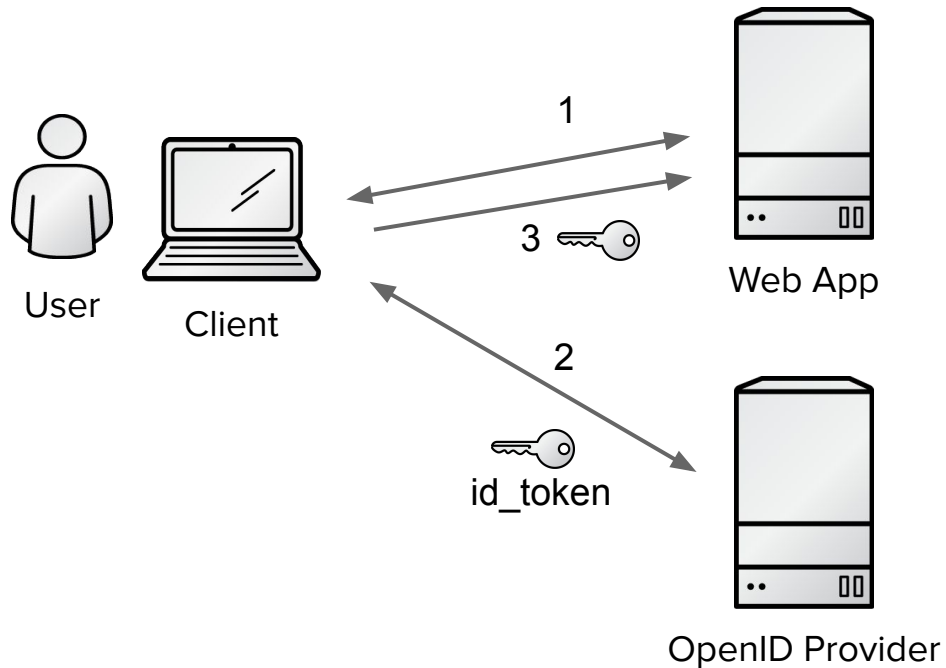 1
3
Web App
User
Client
2
id_token
OpenID Provider